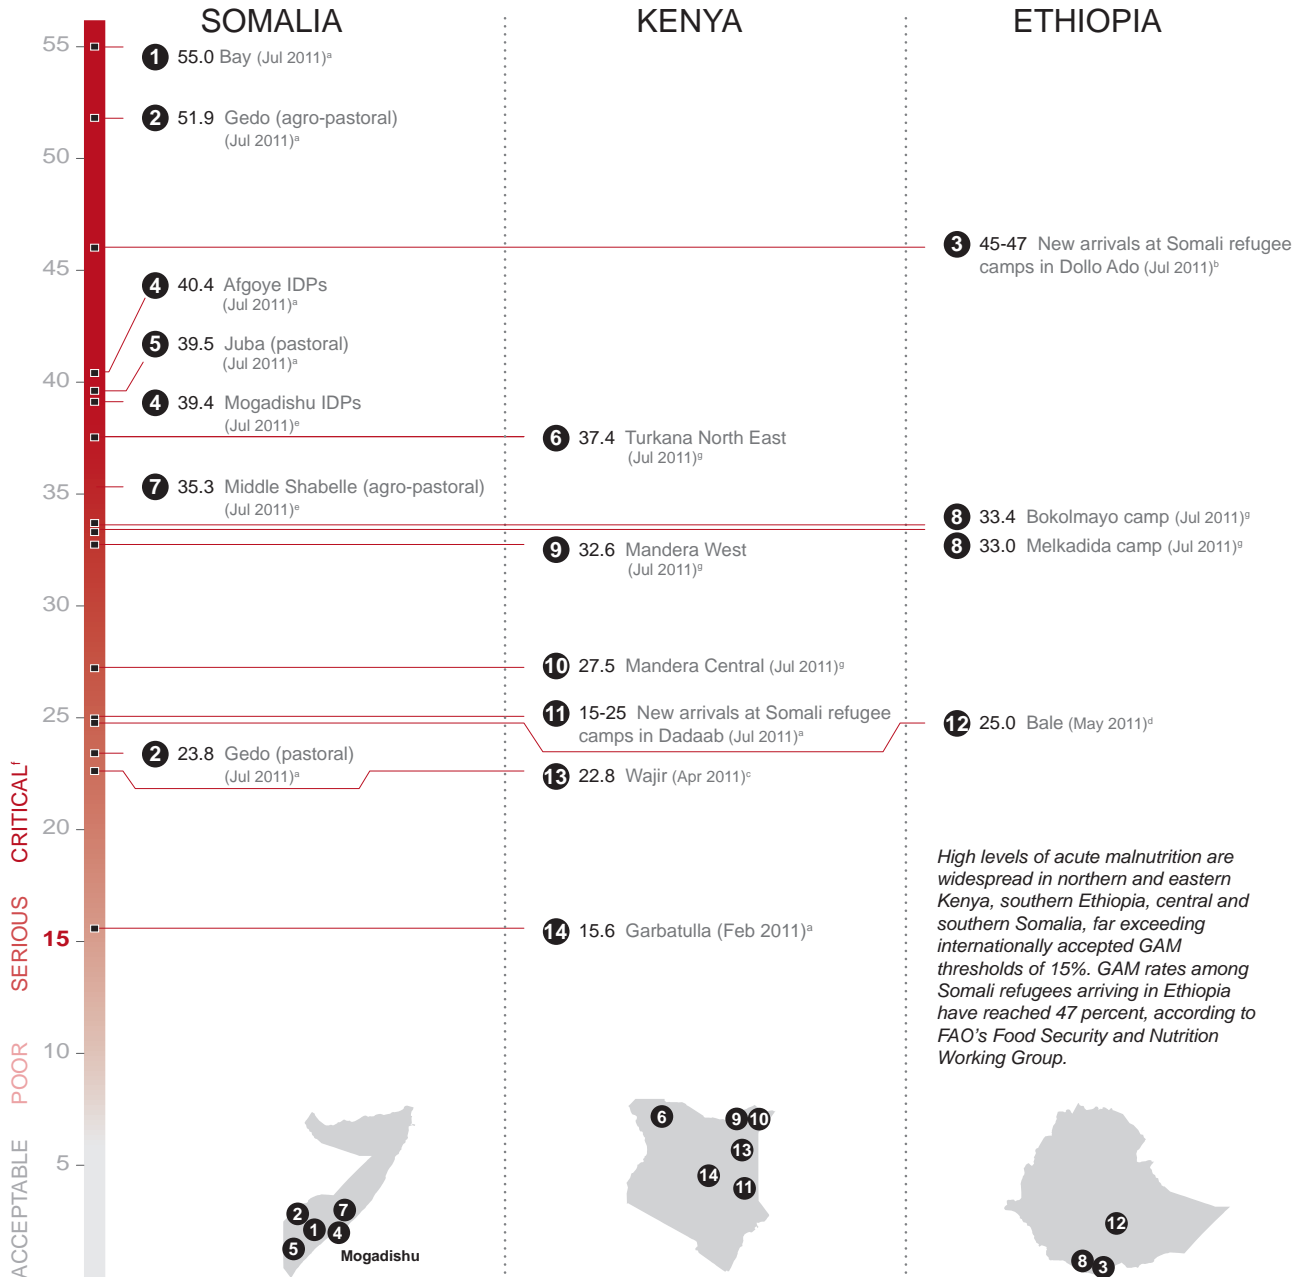 SOMALIA
KENYA
ETHIOPIA
55
50
45
40
35
30
25
20
15
10
5
CRITICALᶠ
SERIOUS
POOR
ACCEPTABLE
1 55.0 Bay (Jul 2011)ᵃ
2 51.9 Gedo (agro-pastoral)
(Jul 2011)ᵃ
4 40.4 Afgoye IDPs
(Jul 2011)ᵃ
5 39.5 Juba (pastoral)
(Jul 2011)ᵃ
4 39.4 Mogadishu IDPs
(Jul 2011)ᵉ
7 35.3 Middle Shabelle (agro-pastoral)
(Jul 2011)ᵉ
2 23.8 Gedo (pastoral)
(Jul 2011)ᵃ
6 37.4 Turkana North East
(Jul 2011)ᵍ
9 32.6 Mandera West
(Jul 2011)ᵍ
10 27.5 Mandera Central (Jul 2011)ᵍ
11 15-25 New arrivals at Somali refugee
camps in Dadaab (Jul 2011)ᵃ
13 22.8 Wajir (Apr 2011)ᶜ
14 15.6 Garbatulla (Feb 2011)ᵃ
3 45-47 New arrivals at Somali refugee
camps in Dollo Ado (Jul 2011)ᵇ
8 33.4 Bokolmayo camp (Jul 2011)ᵍ
8 33.0 Melkadida camp (Jul 2011)ᵍ
12 25.0 Bale (May 2011)ᵈ
High levels of acute malnutrition are
widespread in northern and eastern
Kenya, southern Ethiopia, central and
southern Somalia, far exceeding
internationally accepted GAM
thresholds of 15%. GAM rates among
Somali refugees arriving in Ethiopia
have reached 47 percent, according to
FAO's Food Security and Nutrition
Working Group.
2
7
1
4
5
Mogadishu
6
9
10
13
14
11
12
8
3